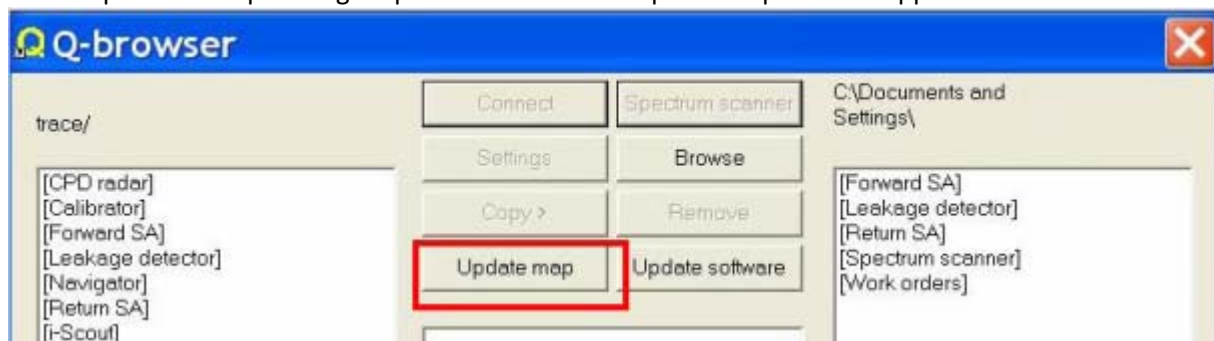 Q-browser
trace/
[CPD radar]
[Calibrator]
[Forward SA]
[Leakage detector]
[Navigator]
[Return SA]
[i-Scout]
Connect
Spectrum scanner
Settings
Browse
Copy >
Remove
Update map
Update software
C:\Documents and
Settings\
[Forward SA]
[Leakage detector]
[Return SA]
[Spectrum scanner]
[Work orders]